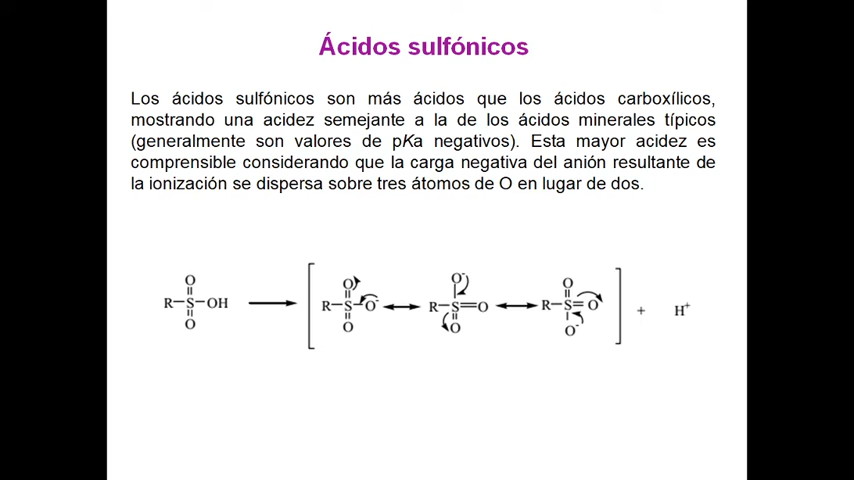 Ácidos sulfónicos
Los ácidos sulfónicos son más ácidos que los ácidos carboxílicos,
mostrando una acidez semejante a la de los ácidos minerales típicos
(generalmente son valores de pKa negativos). Esta mayor acidez es
comprensible considerando que la carga negativa del anión resultante de
la ionización se dispersa sobre tres átomos de O en lugar de dos.
O O O⁻ O
R–S–OH R–S–O⁻ R–S=O R–S=O + H⁺
O O O O⁻